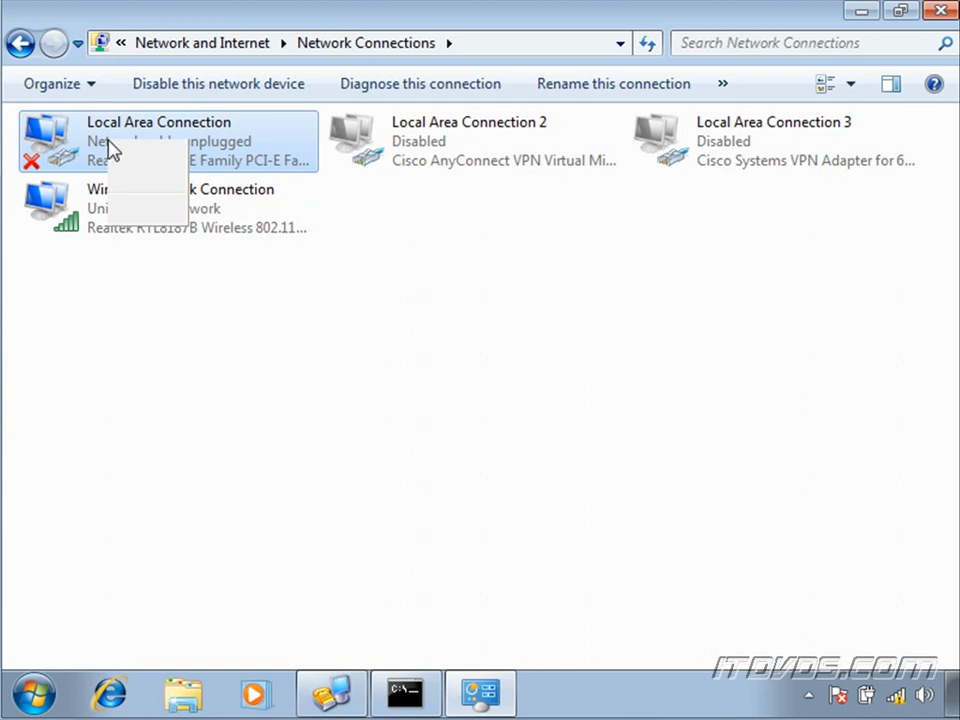 « Network and Internet Network Connections
Search Network Connections
Organize Disable this network device Diagnose this connection Rename this connection »
Local Area Connection
unplugged
E Family PCI-E Fa...
Local Area Connection 2
Disabled
Cisco AnyConnect VPN Virtual Mi...
Local Area Connection 3
Disabled
Cisco Systems VPN Adapter for 6...
k Connection
work
Realtek RTL8187B Wireless 802.11...
C:\_
ITDVDS.COM